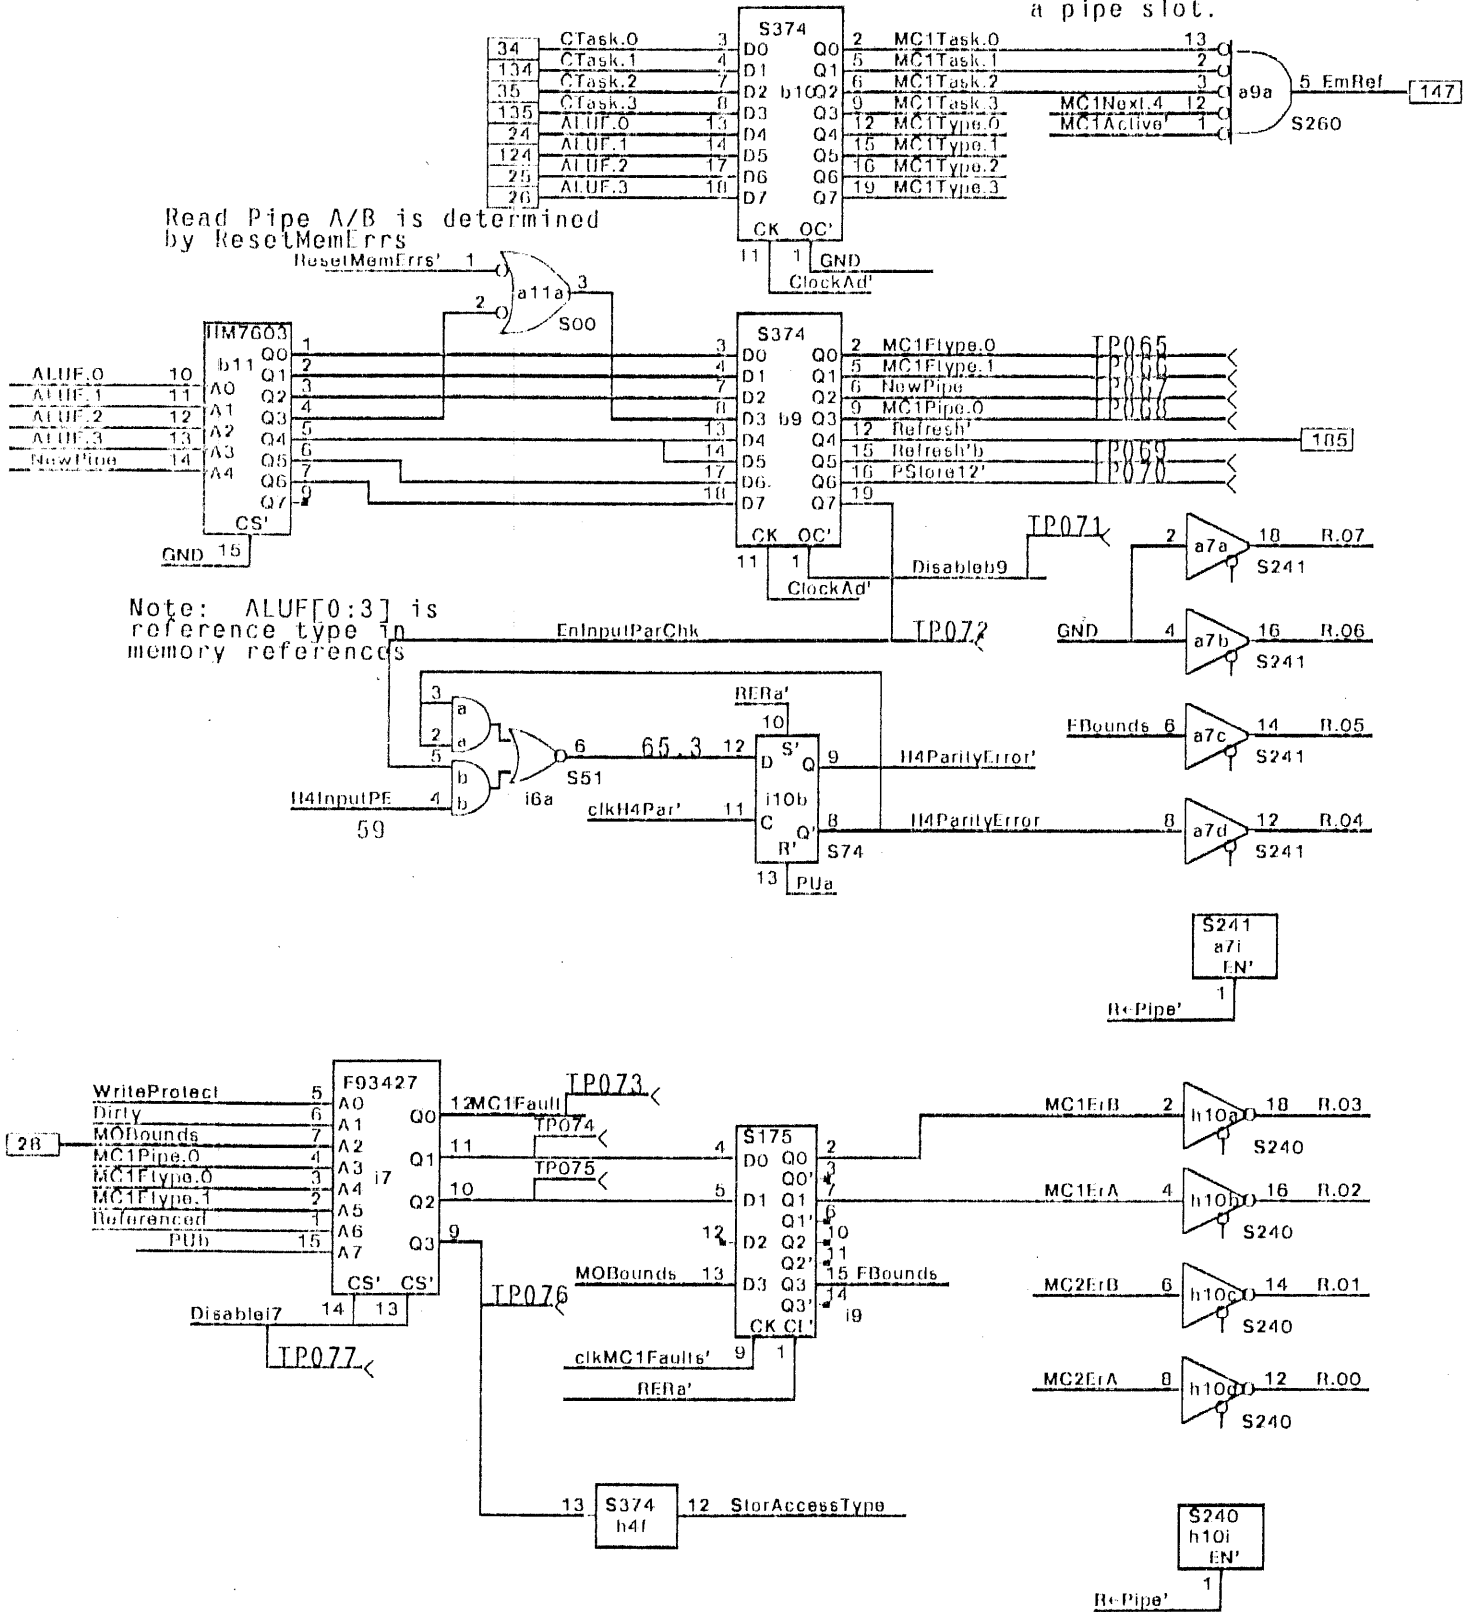 a pipe slot.
S374
34 CTask.0 3 D0 Q0 2 MC1Task.0 13
134 CTask.1 4 D1 Q1 5 MC1Task.1 2
35 CTask.2 7 D2 b10 Q2 6 MC1Task.2 3 a9a 5 EmRef 147
135 CTask.3 8 D3 Q3 9 MC1Task.3 MC1Next.4 12
24 ALUF.0 13 D4 Q4 12 MC1Type.0 MC1Active' 1 S260
124 ALUF.1 14 D5 Q5 15 MC1Type.1
25 ALUF.2 17 D6 Q6 16 MC1Type.2
26 ALUF.3 18 D7 Q7 19 MC1Type.3
CK OC'
11 1 GND
ClockAd'
Read Pipe A/B is determined
by ResetMemErrs
ResetMemErrs' 1
a11a 3
2
S00
HM7603
b11
S374
Q0 1 3 D0 Q0 2 MC1Ftype.0 TP065
ALUF.0 10 A0 Q1 2 4 D1 Q1 5 MC1Ftype.1
ALUF.1 11 A1 Q2 3 7 D2 Q2 6 NewPipe
ALUF.2 12 A2 Q3 4 8 D3 b9 Q3 9 MC1Pipe.0 TP068
ALUF.3 13 A3 Q4 5 13 D4 Q4 12 Refresh' 185
NewPipe 14 A4 Q5 6 14 D5 Q5 15 Refresh'b TP069
Q6 7 17 D6 Q6 16 PStore12' TP070
Q7 9 18 D7 Q7 19
CS'
GND 15
CK OC'
11 1 Disableb9 TP071
ClockAd'
2 a7a 18 R.07
S241
Note: ALUF[0:3] is
reference type in
memory references
EnInputParChk TP072
GND 4 a7b 16 R.06
S241
3 a
2 a
5 b
H4InputPE 4 b
59
i6a
S51
6 65.3 12 D
RERa'
10 S'
Q 9 H4ParityError'
i10b
clkH4Par' 11 C
Q' 8 H4ParityError 8 a7d 12 R.04
R' S74 S241
13 PUa
FBounds 6 a7c 14 R.05
S241
S241
a7i
EN'
1
R←Pipe'
F93427
WriteProtect 5 A0 Q0 12 MC1Fault TP073
Dirty 6 A1
28 MOBounds 7 A2 Q1 11 TP074
MC1Pipe.0 4 A3
MC1Ftype.0 3 A4 i7
MC1Ftype.1 2 A5 Q2 10 TP075
Referenced 1 A6
PUb 15 A7 Q3 9 TP076
CS' CS'
Disablei7 14 13
TP077
S175
4 D0 Q0 2
Q0' 3
5 D1 Q1 7
Q1' 6
12 D2 Q2 10
Q2' 11
MOBounds 13 D3 Q3 15 FBounds
Q3' 14
i9
CK CL'
clkMC1Faults' 9 1
RERa'
MC1ErB 2 h10a 18 R.03
S240
MC1ErA 4 h10b 16 R.02
S240
MC2ErB 6 h10c 14 R.01
S240
MC2ErA 8 h10d 12 R.00
S240
13 S374 12 StorAccessType
h4f
S240
h10i
EN'
1
R←Pipe'